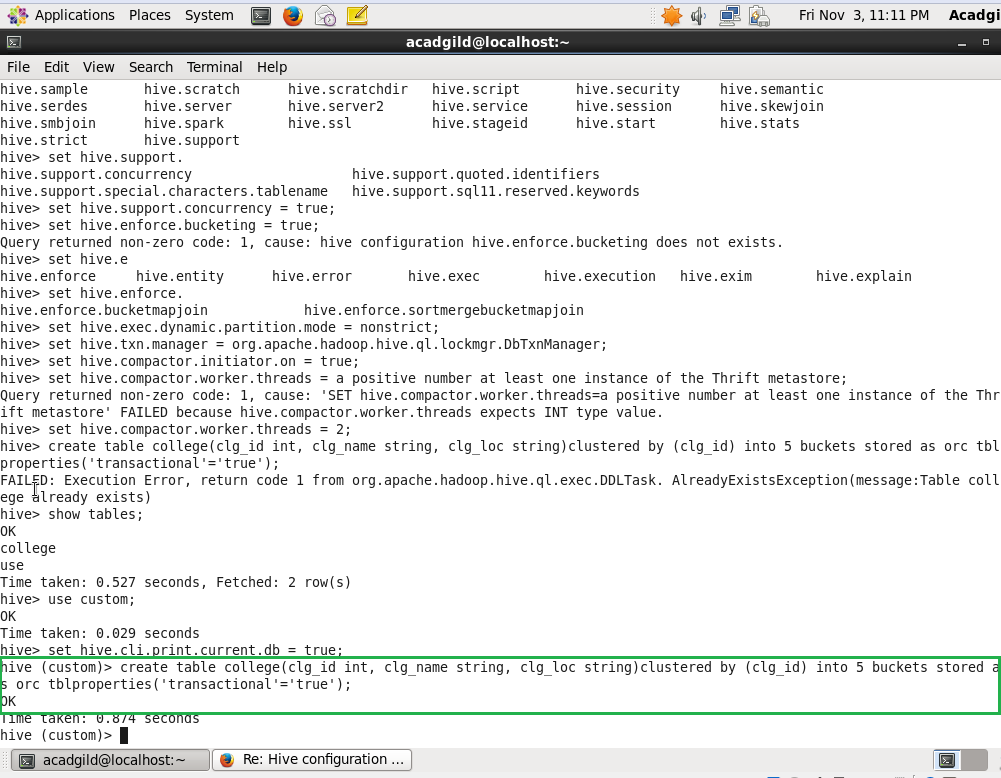 Applications Places System Fri Nov 3, 11:11 PM Acadgi
acadgild@localhost:~
File Edit View Search Terminal Help
hive.sample hive.scratch hive.scratchdir hive.script hive.security hive.semantic
hive.serdes hive.server hive.server2 hive.service hive.session hive.skewjoin
hive.smbjoin hive.spark hive.ssl hive.stageid hive.start hive.stats
hive.strict hive.support
hive> set hive.support.
hive.support.concurrency hive.support.quoted.identifiers
hive.support.special.characters.tablename hive.support.sql11.reserved.keywords
hive> set hive.support.concurrency = true;
hive> set hive.enforce.bucketing = true;
Query returned non-zero code: 1, cause: hive configuration hive.enforce.bucketing does not exists.
hive> set hive.e
hive.enforce hive.entity hive.error hive.exec hive.execution hive.exim hive.explain
hive> set hive.enforce.
hive.enforce.bucketmapjoin hive.enforce.sortmergebucketmapjoin
hive> set hive.exec.dynamic.partition.mode = nonstrict;
hive> set hive.txn.manager = org.apache.hadoop.hive.ql.lockmgr.DbTxnManager;
hive> set hive.compactor.initiator.on = true;
hive> set hive.compactor.worker.threads = a positive number at least one instance of the Thrift metastore;
Query returned non-zero code: 1, cause: 'SET hive.compactor.worker.threads=a positive number at least one instance of the Thr
ift metastore' FAILED because hive.compactor.worker.threads expects INT type value.
hive> set hive.compactor.worker.threads = 2;
hive> create table college(clg_id int, clg_name string, clg_loc string)clustered by (clg_id) into 5 buckets stored as orc tbl
properties('transactional'='true');
FAILED: Execution Error, return code 1 from org.apache.hadoop.hive.ql.exec.DDLTask. AlreadyExistsException(message:Table coll
ege already exists)
hive> show tables;
OK
college
use
Time taken: 0.527 seconds, Fetched: 2 row(s)
hive> use custom;
OK
Time taken: 0.029 seconds
hive> set hive.cli.print.current.db = true;
hive (custom)> create table college(clg_id int, clg_name string, clg_loc string)clustered by (clg_id) into 5 buckets stored a
s orc tblproperties('transactional'='true');
OK
Time taken: 0.874 seconds
hive (custom)>
acadgild@localhost:~ Re: Hive configuration ...